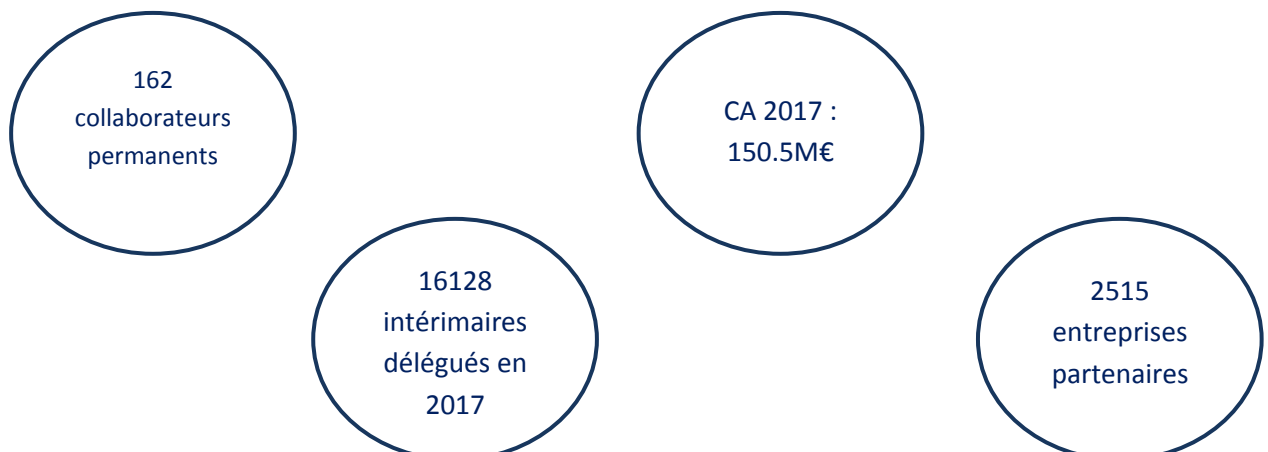 162
collaborateurs
permanents
CA 2017 :
150.5M€
16128
intérimaires
délégués en
2017
2515
entreprises
partenaires